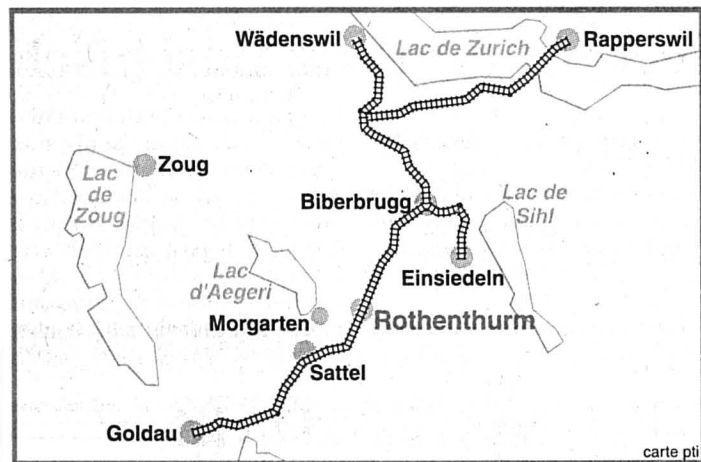 Wädenswil
Lac de Zurich
Rapperswil
Zoug
Lac
de
Zoug
Biberbrugg
Lac de
Sihl
Einsiedeln
Lac
d'Aegeri
Morgarten
Rothenthurm
Sattel
Goldau
carte pti